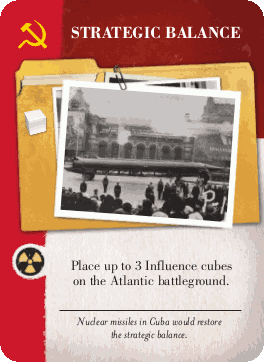 STRATEGIC BALANCE
Place up to 3 Influence cubes
on the Atlantic battleground.
Nuclear missiles in Cuba would restore
the strategic balance.